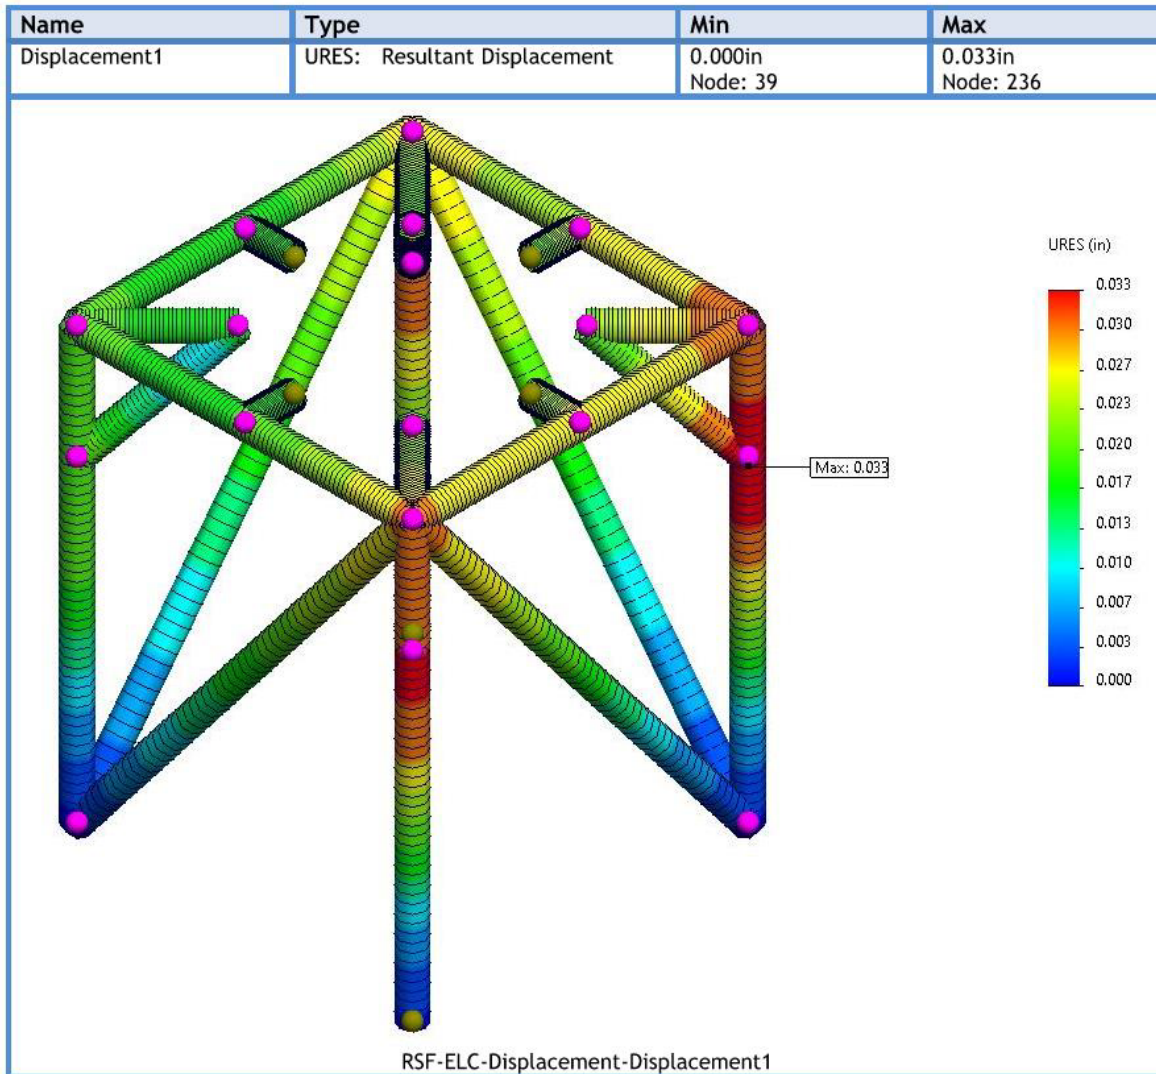 Name Type Min Max
Displacement1 URES: Resultant Displacement 0.000in 0.033in
Node: 39 Node: 236
URES (in)
0.033
0.030
0.027
0.023
0.020
0.017
0.013
0.010
0.007
0.003
0.000
Max: 0.033
RSF-ELC-Displacement-Displacement1